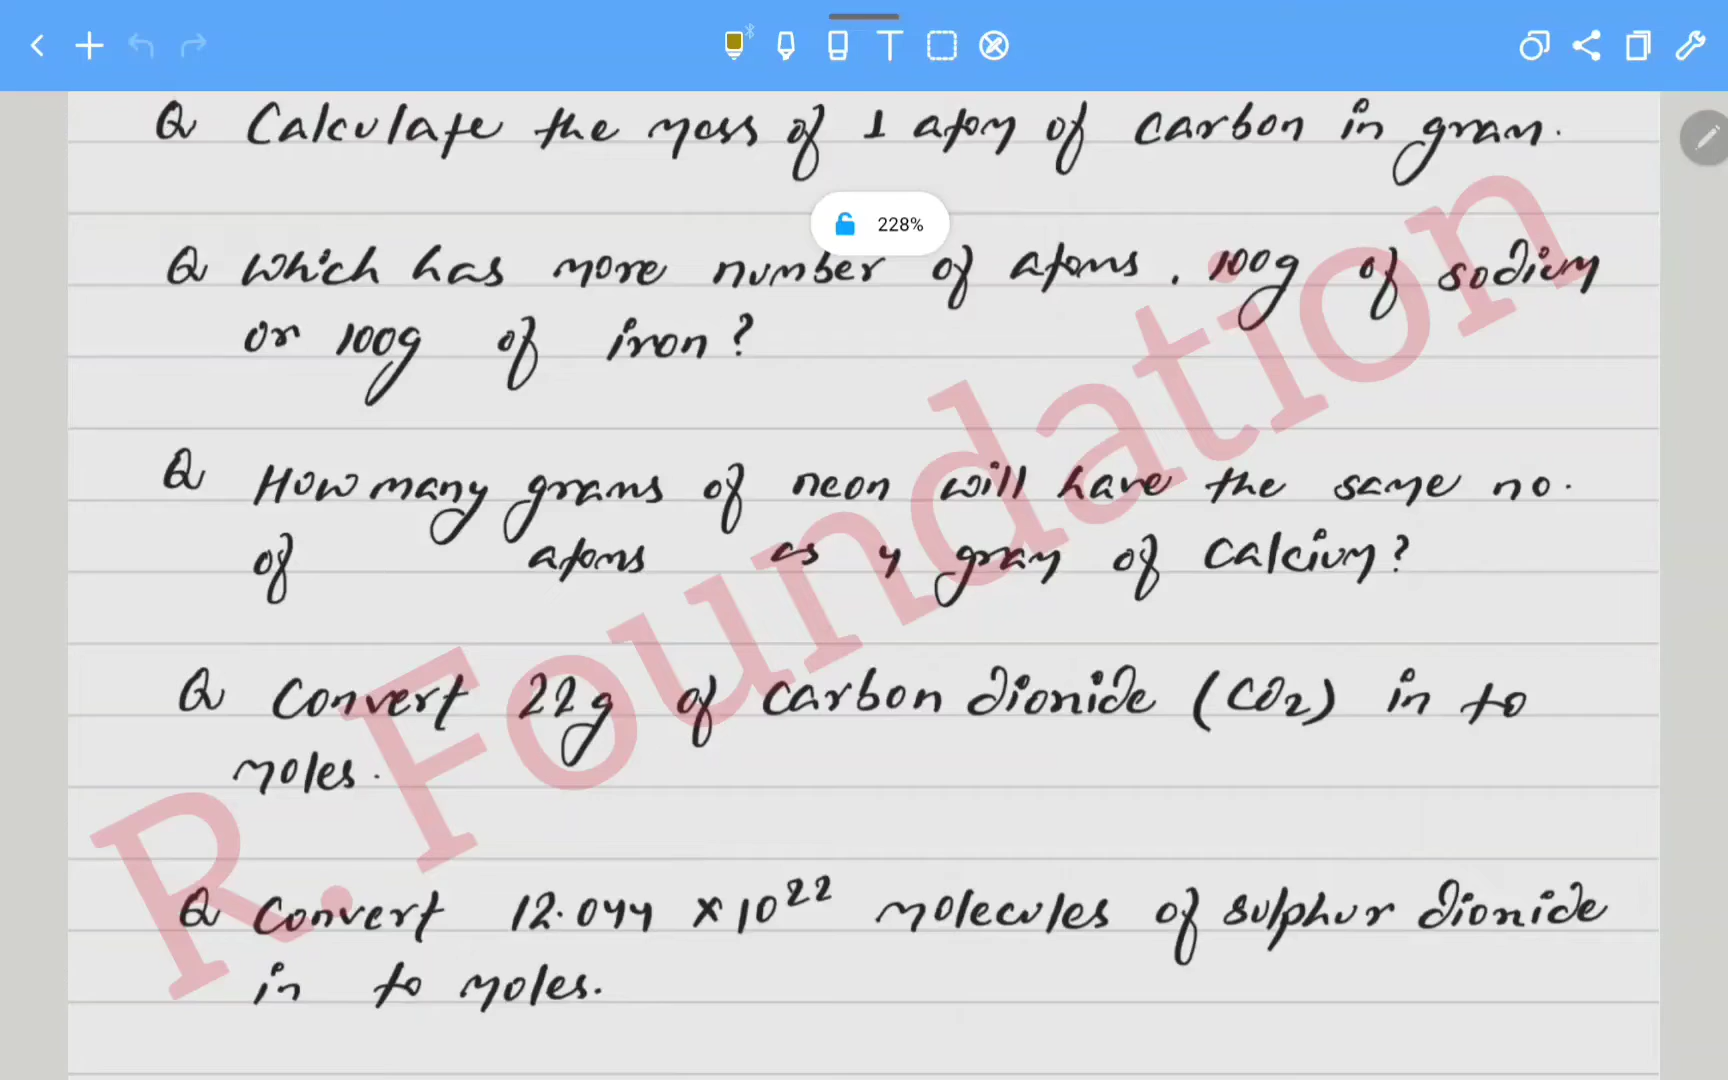 Q Calculate the mass of 1 atom of carbon in gram.
228%
Q Which has more number of atoms. 100g of sodium
or 100g of iron?
Q How many grams of neon will have the same no.
of atoms as 4 gram of Calcium?
Q Convert 22g of carbon dioxide (CO2) in to
moles.
Q Convert 12.044 × 10²² molecules of sulphur dioxide
in to moles.
R. Foundation